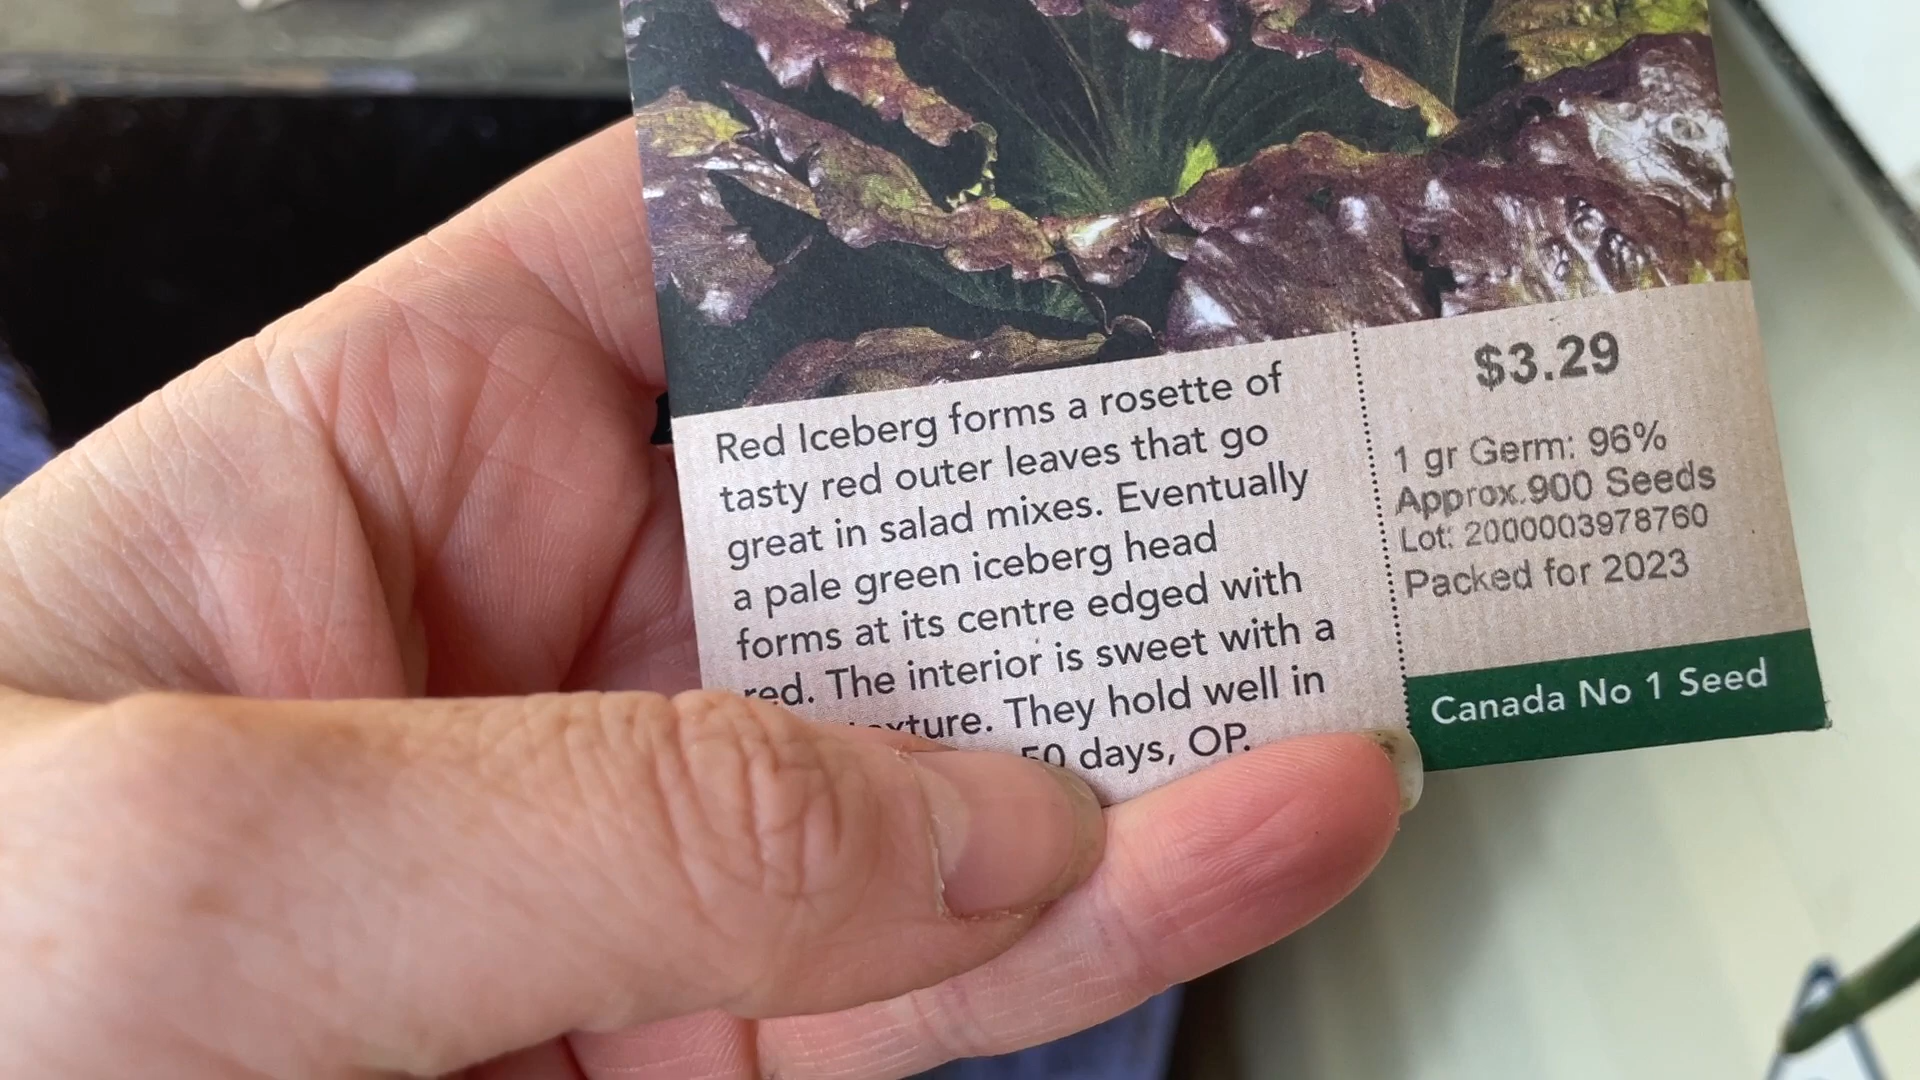 Red Iceberg forms a rosette of
tasty red outer leaves that go
great in salad mixes. Eventually
a pale green iceberg head
forms at its centre edged with
red. The interior is sweet with a
They hold well in
50 days, OP.
$3.29
1 gr Germ: 96%
Approx.900 Seeds
Lot: 2000003978760
Packed for 2023
Canada No 1 Seed